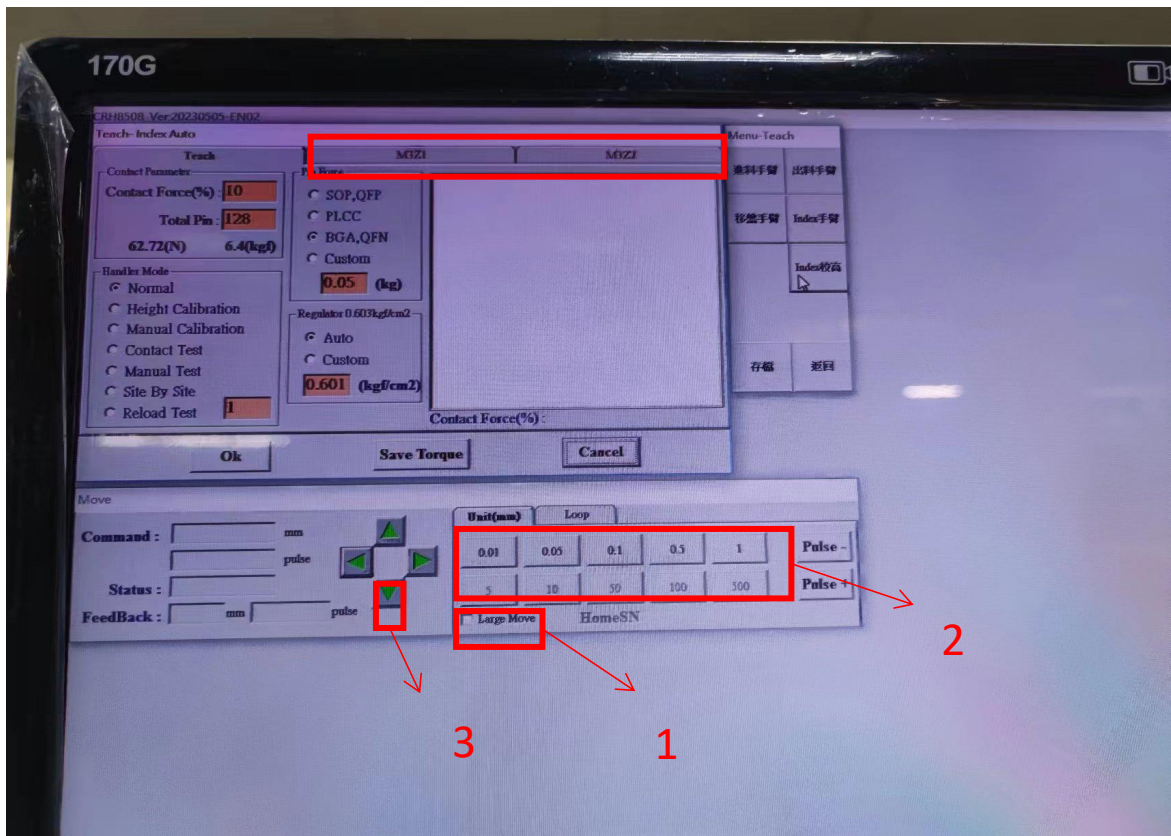 170G
CRH8508 Ver:20230505-EN02
Teach- Index Auto
Menu-Teach
Teach
M3Z1
M3Z2
進料手臂
出料手臂
移盤手臂
Index手臂
Index校高
存檔
返回
Contact Parameter
Contact Force(%) : 10
Total Pin : 128
62.72(N) 6.4(kgf)
Pin Force
SOP,QFP
PLCC
BGA,QFN
Custom
0.05 (kg)
Handler Mode
Normal
Height Calibration
Manual Calibration
Contact Test
Manual Test
Site By Site
Reload Test 1
Regulator 0.603kgf/cm2
Auto
Custom
0.601 (kgf/cm2)
Contact Force(%) :
Ok
Save Torque
Cancel
Move
Command : mm
pulse
Status :
FeedBack : mm pulse
Unit(mm)
Loop
0.01 0.05 0.1 0.5 1
5 10 50 100 500
Pulse -
Pulse +
Large Move
HomeSN
2
3
1